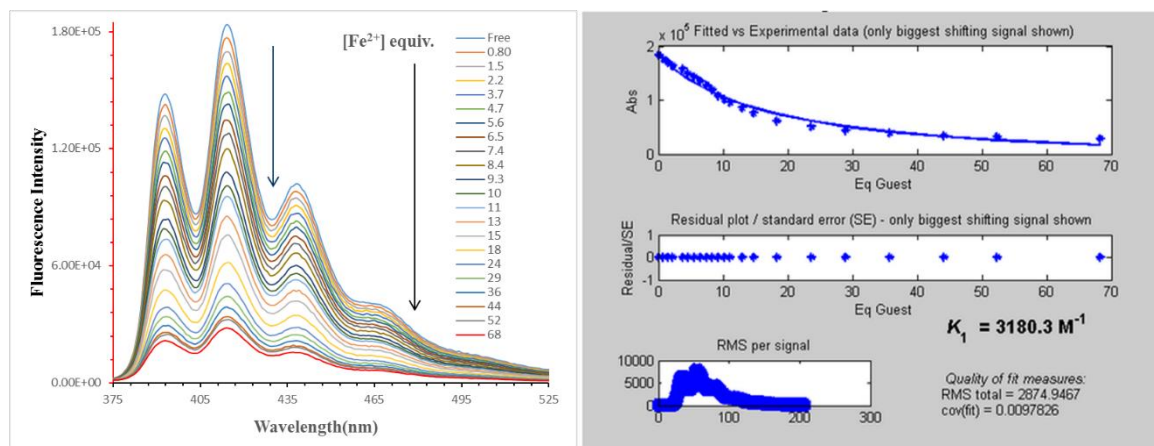 1.80E+05
1.20E+05
6.00E+04
0.00E+00
Fluorescence Intensity
[Fe²⁺] equiv.
Free
0.80
1.5
2.2
3.7
4.7
5.6
6.5
7.4
8.4
9.3
10
11
13
15
18
24
29
36
44
52
68
375 405 435 465 495 525
Wavelength(nm)
x 10⁵ Fitted vs Experimental data (only biggest shifting signal shown)
2
1
0
Abs
0 10 20 30 40 50 60 70
Eq Guest
Residual plot / standard error (SE) - only biggest shifting signal shown
1
0
-1
Residual/SE
0 10 20 30 40 50 60 70
Eq Guest
K₁ = 3180.3 M⁻¹
RMS per signal
10000
5000
0
0 100 200 300
Quality of fit measures:
RMS total = 2874.9467
cov(fit) = 0.0097826